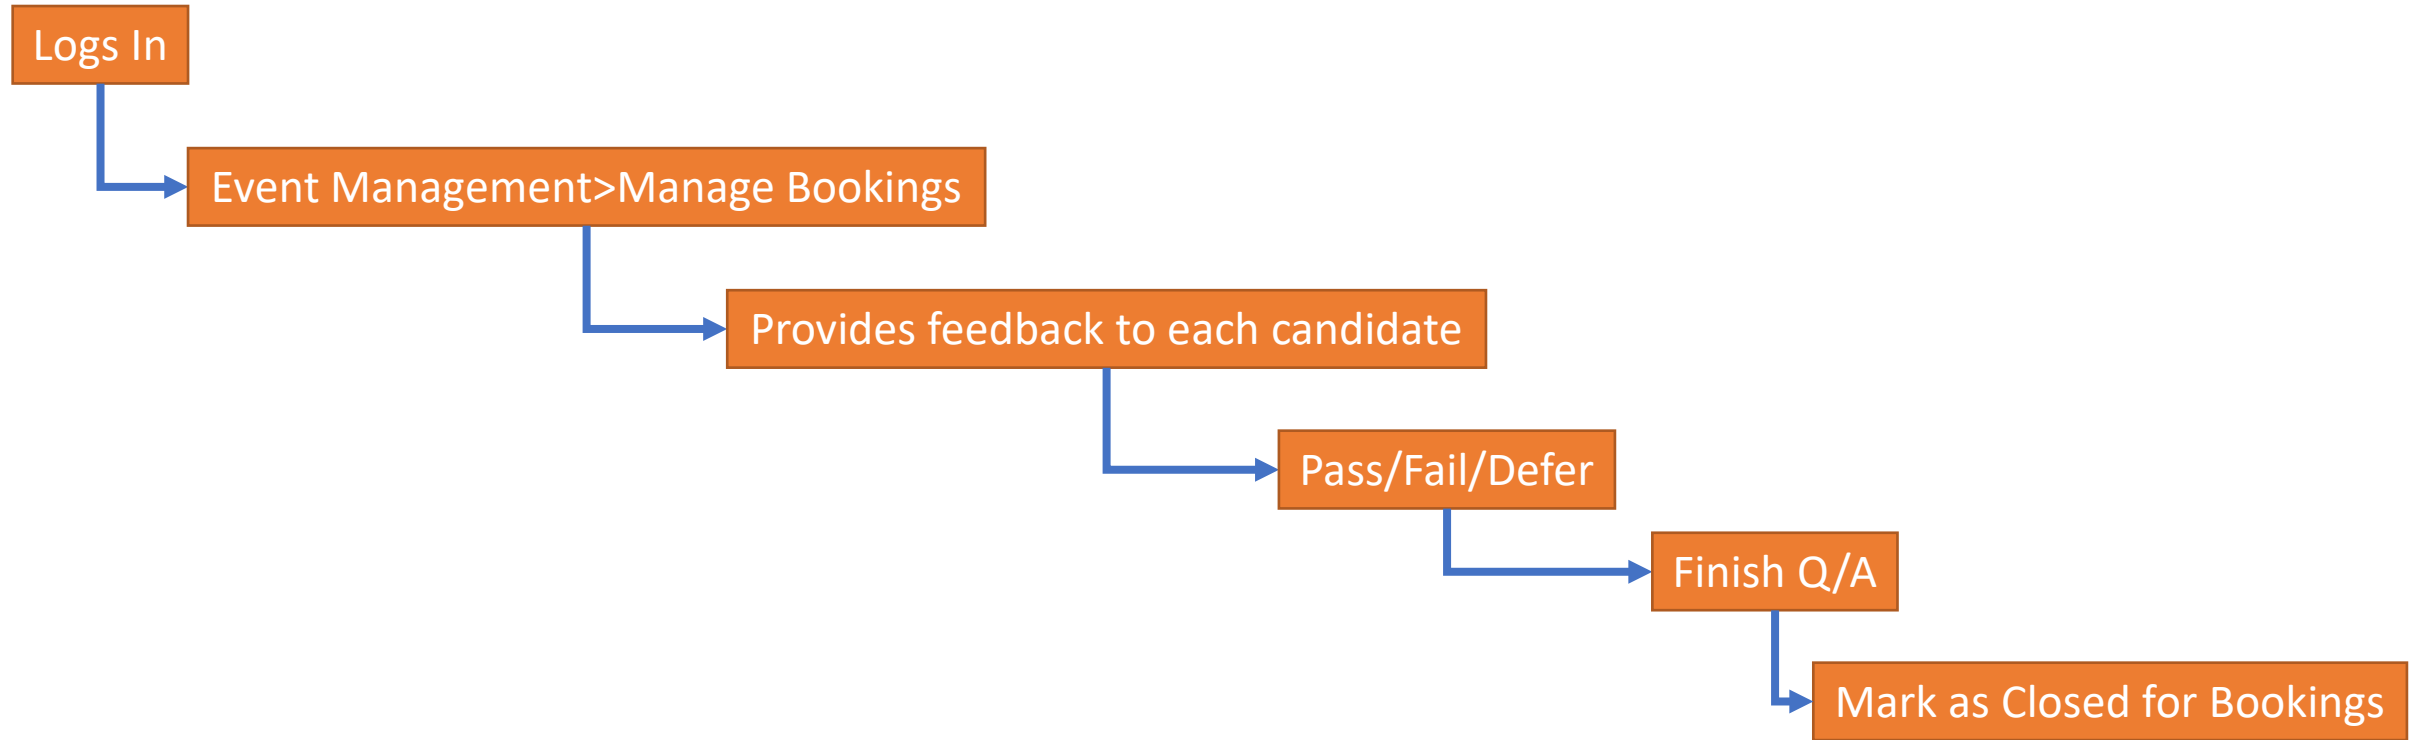 Logs In
Event Management>Manage Bookings
Provides feedback to each candidate
Pass/Fail/Defer
Finish Q/A
Mark as Closed for Bookings